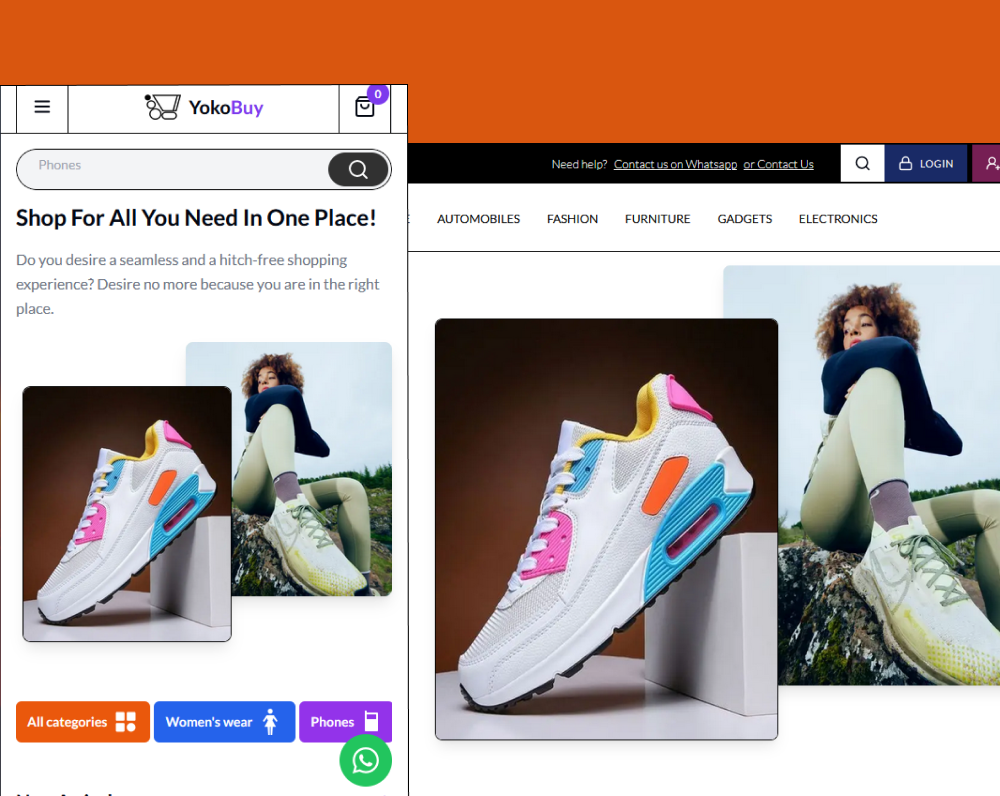 YokoBuy
0
Phones
Shop For All You Need In One Place!
Do you desire a seamless and a hitch-free shopping
experience? Desire no more because you are in the right
place.
All categories
Women's wear
Phones
Need help? Contact us on Whatsapp or Contact Us
LOGIN
AUTOMOBILES FASHION FURNITURE GADGETS ELECTRONICS